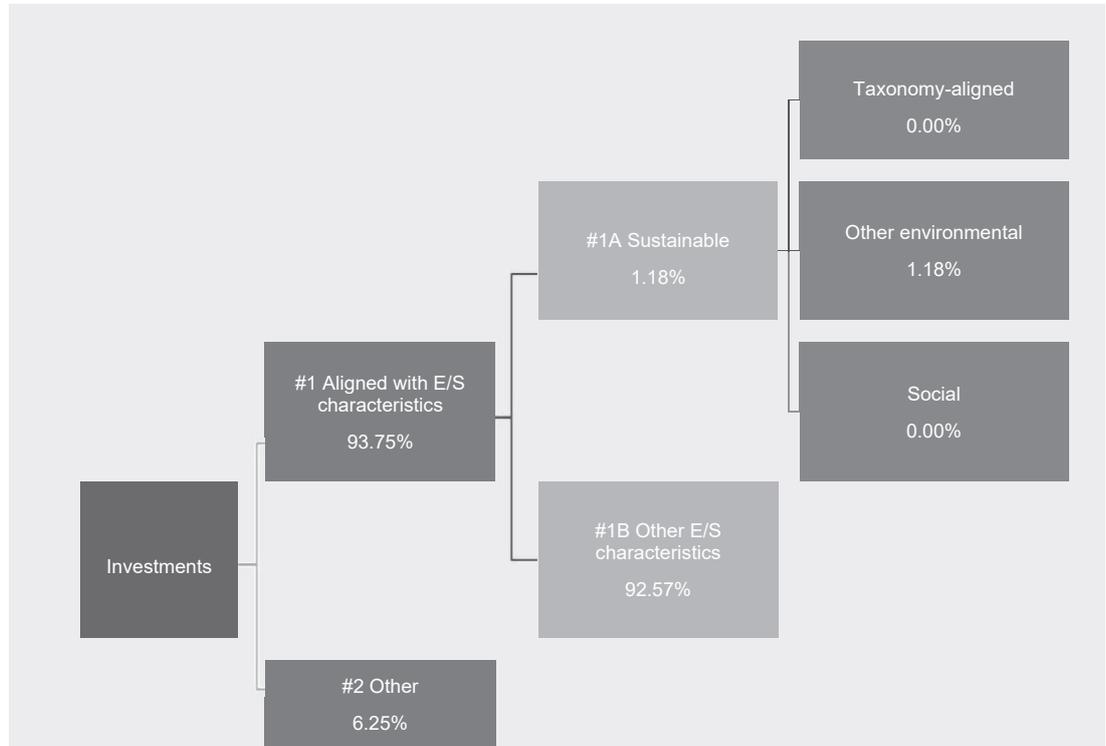 Taxonomy-aligned
0.00%
#1A Sustainable
1.18%
Other environmental
1.18%
#1 Aligned with E/S
characteristics
93.75%
Social
0.00%
Investments
#1B Other E/S
characteristics
92.57%
#2 Other
6.25%